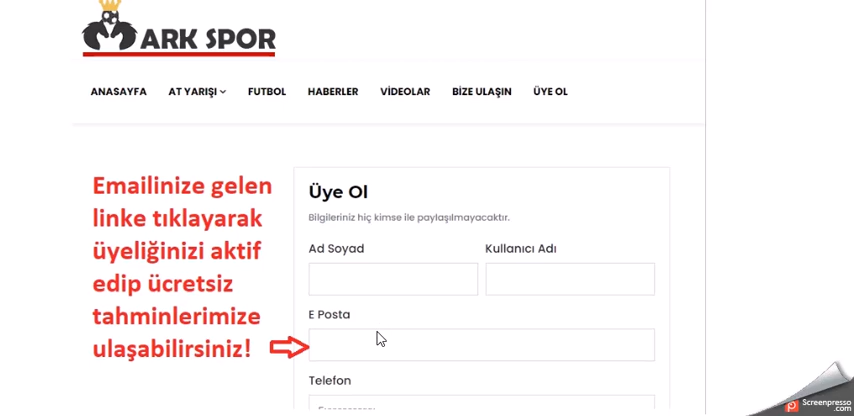 ARK SPOR
ANASAYFA AT YARIŞI FUTBOL HABERLER VİDEOLAR BİZE ULAŞIN ÜYE OL
Emailinize gelen
linke tıklayarak
üyeliğinizi aktif
edip ücretsiz
tahminlerimize
ulaşabilirsiniz!
Üye Ol
Bilgileriniz hiç kimse ile paylaşılmayacaktır.
Ad Soyad Kullanıcı Adı
E Posta
Telefon
Screenpresso
.com